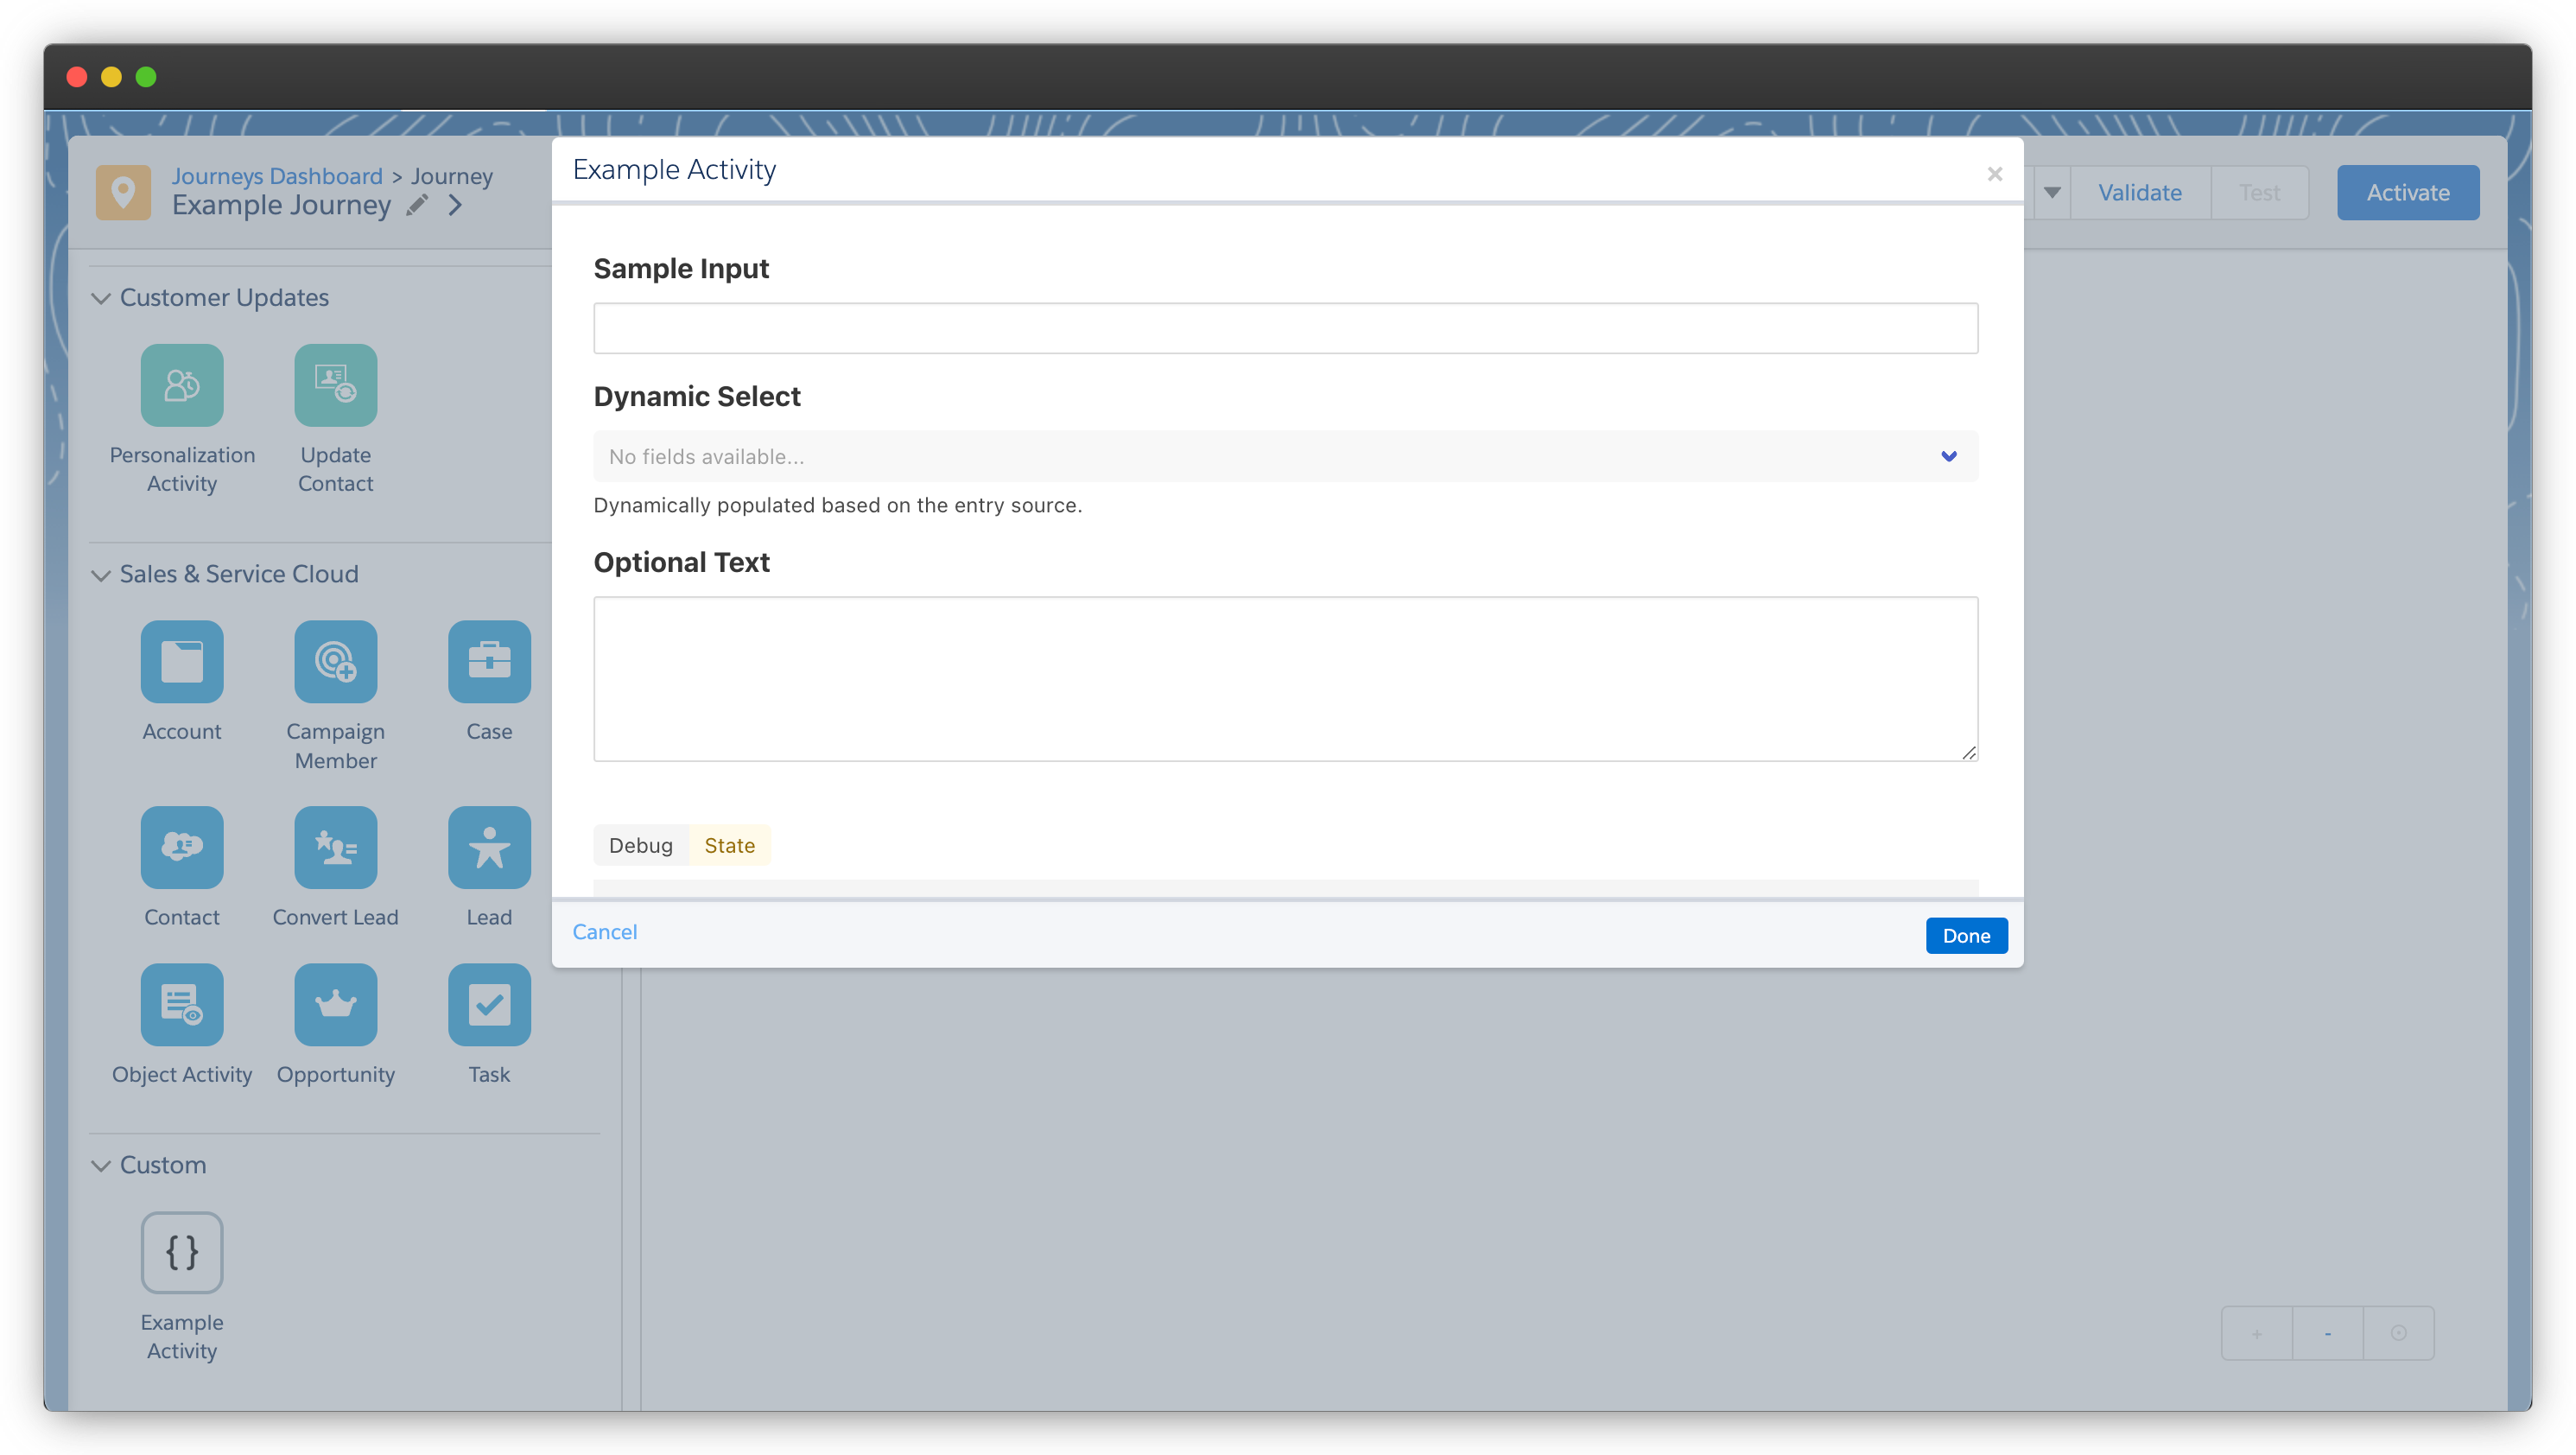 Journeys Dashboard > Journey
Example Journey
Validate
Test
Activate
Customer Updates
Personalization
Activity
Update
Contact
Sales & Service Cloud
Account
Campaign
Member
Case
Contact
Convert Lead
Lead
Object Activity
Opportunity
Task
Custom
{ }
Example
Activity
Example Activity
×
Sample Input
Dynamic Select
No fields available...
Dynamically populated based on the entry source.
Optional Text
Debug State
Cancel
Done
+ -